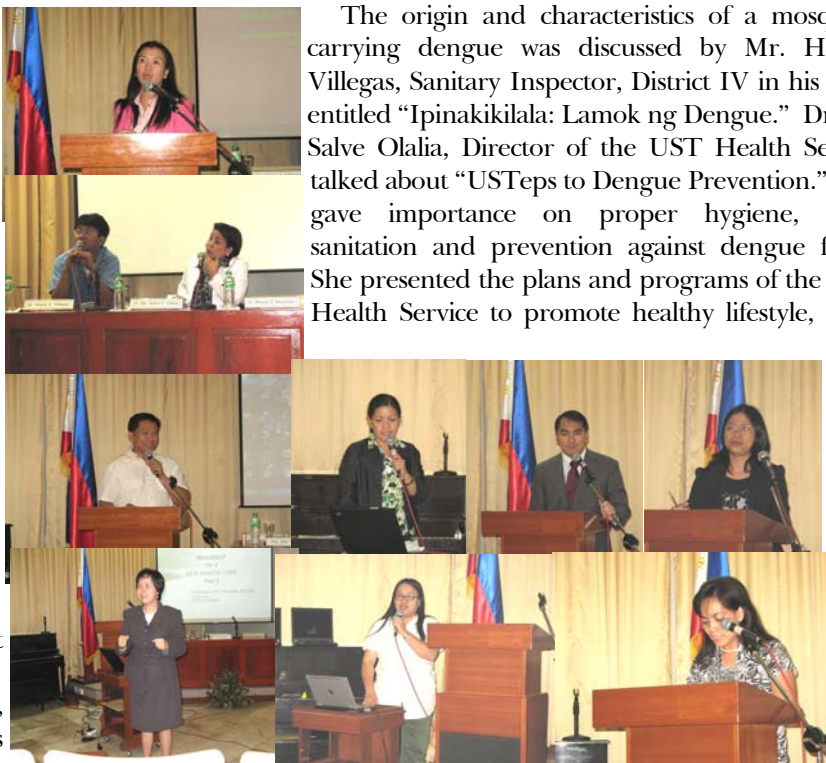 The origin and characteristics of a mosq
carrying dengue was discussed by Mr. H
Villegas, Sanitary Inspector, District IV in his
entitled “Ipinakikilala: Lamok ng Dengue.” Dr
Salve Olalia, Director of the UST Health Se
talked about “USTeps to Dengue Prevention.”
gave importance on proper hygiene,
sanitation and prevention against dengue f
She presented the plans and programs of the
Health Service to promote healthy lifestyle,
t
,
s